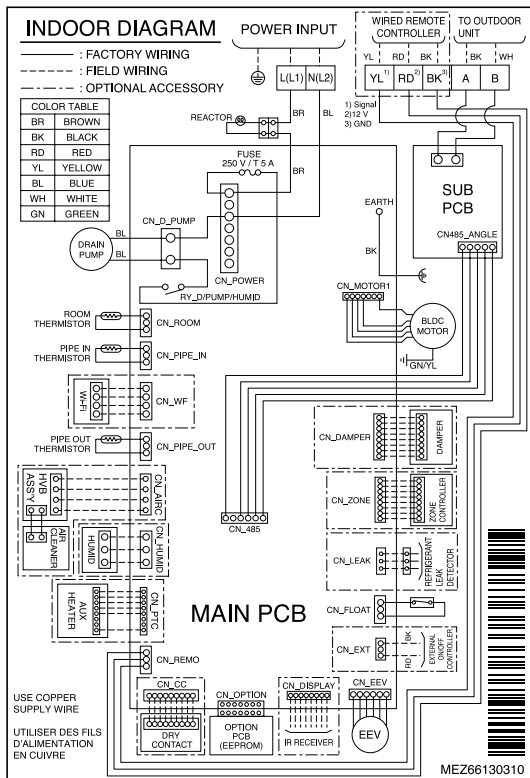 INDOOR DIAGRAM
: FACTORY WIRING
: FIELD WIRING
: OPTIONAL ACCESSORY
COLOR TABLE
BR BROWN
BK BLACK
RD RED
YL YELLOW
BL BLUE
WH WHITE
GN GREEN
POWER INPUT
L(L1) N(L2)
REACTOR
BR
BL
FUSE
250 V / T 5 A
BR
WIRED REMOTE
CONTROLLER
YL RD BK
YL1) RD2) BK3)
1) Signal
2)12 V
3) GND
TO OUTDOOR
UNIT
BK WH
A B
SUB
PCB
CN485_ANGLE
EARTH
BK
CN_D_PUMP
DRAIN
PUMP
BL
BL
CN_POWER
RY_D/PUMP/HUMID
CN_MOTOR1
BLDC
MOTOR
GN/YL
ROOM
THERMISTOR
CN_ROOM
PIPE IN
THERMISTOR
CN_PIPE_IN
Wi-Fi
CN_WF
PIPE OUT
THERMISTOR
CN_PIPE_OUT
HVB
ASSY
CN_AIRC
AIR
CLEANER
HUMID
CN_HUMID
AUX
HEATER
CN_PTC
CN_REMO
CN_485
MAIN PCB
CN_DAMPER
DAMPER
CN_ZONE
ZONE CONTROLLER
CN_LEAK
REFRIGERANT
LEAK
DETECTOR
CN_FLOAT
CN_EXT
BK
RD
EXTERNAL
ON/OFF
CONTROLLER
CN_CC
DRY
CONTACT
CN_OPTION
OPTION
PCB
(EEPROM)
CN_DISPLAY
IR RECEIVER
CN_EEV
EEV
USE COPPER
SUPPLY WIRE
UTILISER DES FILS
D'ALIMENTATION
EN CUIVRE
MEZ66130310